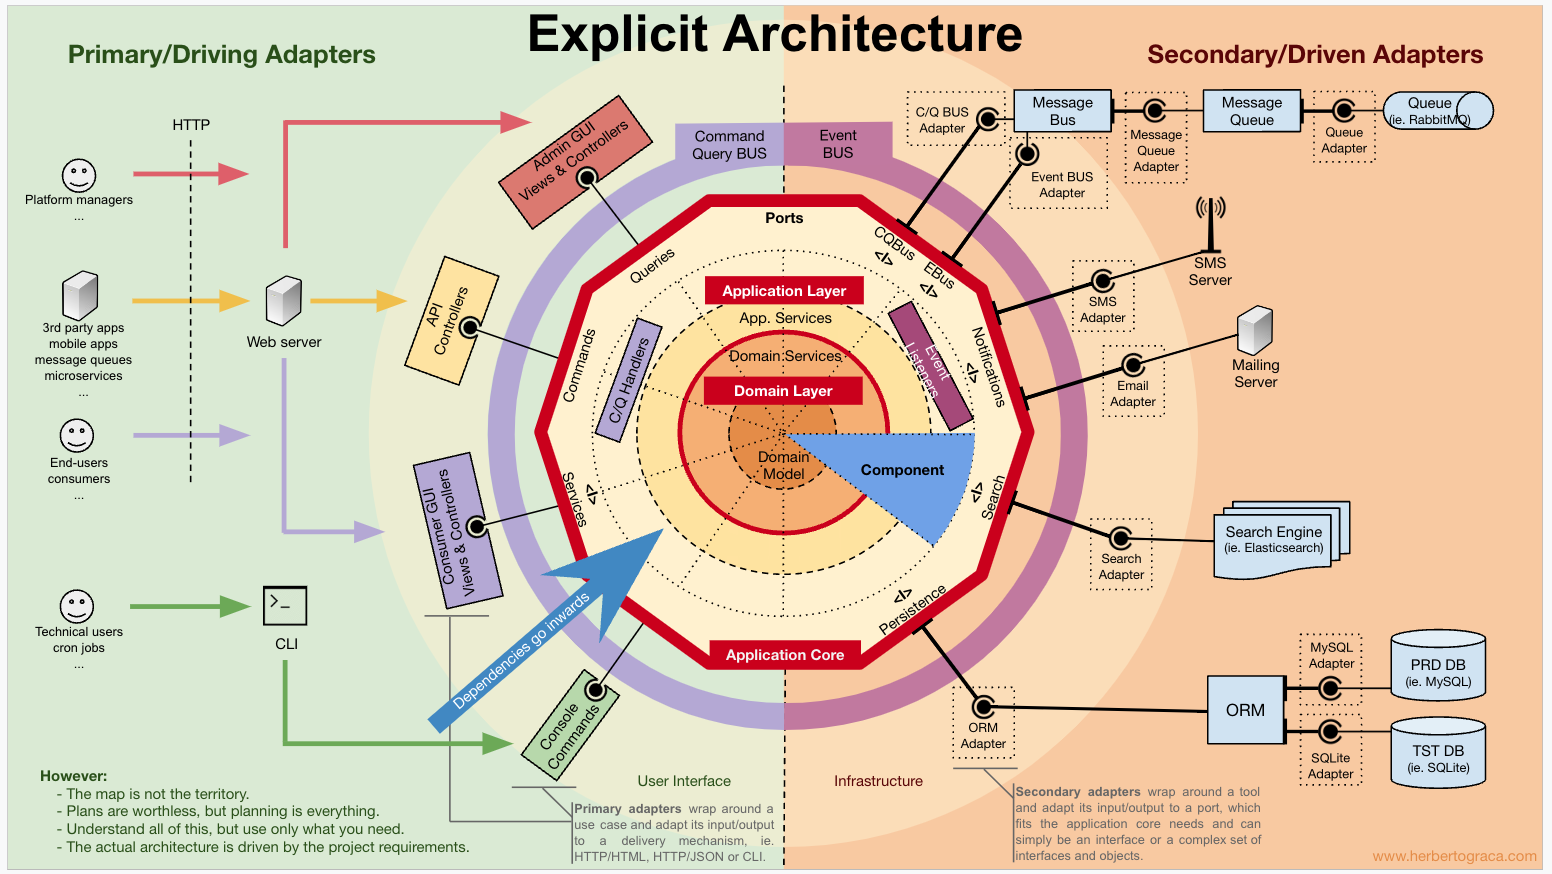 Explicit Architecture
Primary/Driving Adapters
Secondary/Driven Adapters
HTTP
Platform managers
...
3rd party apps
mobile apps
message queues
microservices
...
End-users
consumers
...
Technical users
cron jobs
...
Web server
CLI
Admin GUI
Views & Controllers
API
Controllers
Consumer GUI
Views & Controllers
Console
Commands
Command
Query BUS
Event
BUS
Ports
Queries
Commands
Services
</>
CQBus
</>
EBus
</>
Notifications
</>
Search
</>
Persistence
</>
Application Layer
App. Services
Domain Services
Domain Layer
Domain
Model
C/Q Handlers
Event
Listeners
Component
Application Core
Dependencies go inwards
User Interface
Infrastructure
C/Q BUS
Adapter
Message
Bus
Message
Queue
Adapter
Message
Queue
Queue
Adapter
Queue
(ie. RabbitMQ)
Event BUS
Adapter
SMS
Adapter
SMS
Server
Email
Adapter
Mailing
Server
Search
Adapter
Search Engine
(ie. Elasticsearch)
ORM
Adapter
ORM
MySQL
Adapter
PRD DB
(ie. MySQL)
SQLite
Adapter
TST DB
(ie. SQLite)
However:
- The map is not the territory.
- Plans are worthless, but planning is everything.
- Understand all of this, but use only what you need.
- The actual architecture is driven by the project requirements.
Primary adapters wrap around a
use case and adapt its input/output
to a delivery mechanism, ie.
HTTP/HTML, HTTP/JSON or CLI.
Secondary adapters wrap around a tool
and adapt its input/output to a port, which
fits the application core needs and can
simply be an interface or a complex set of
interfaces and objects.
www.herbertograca.com